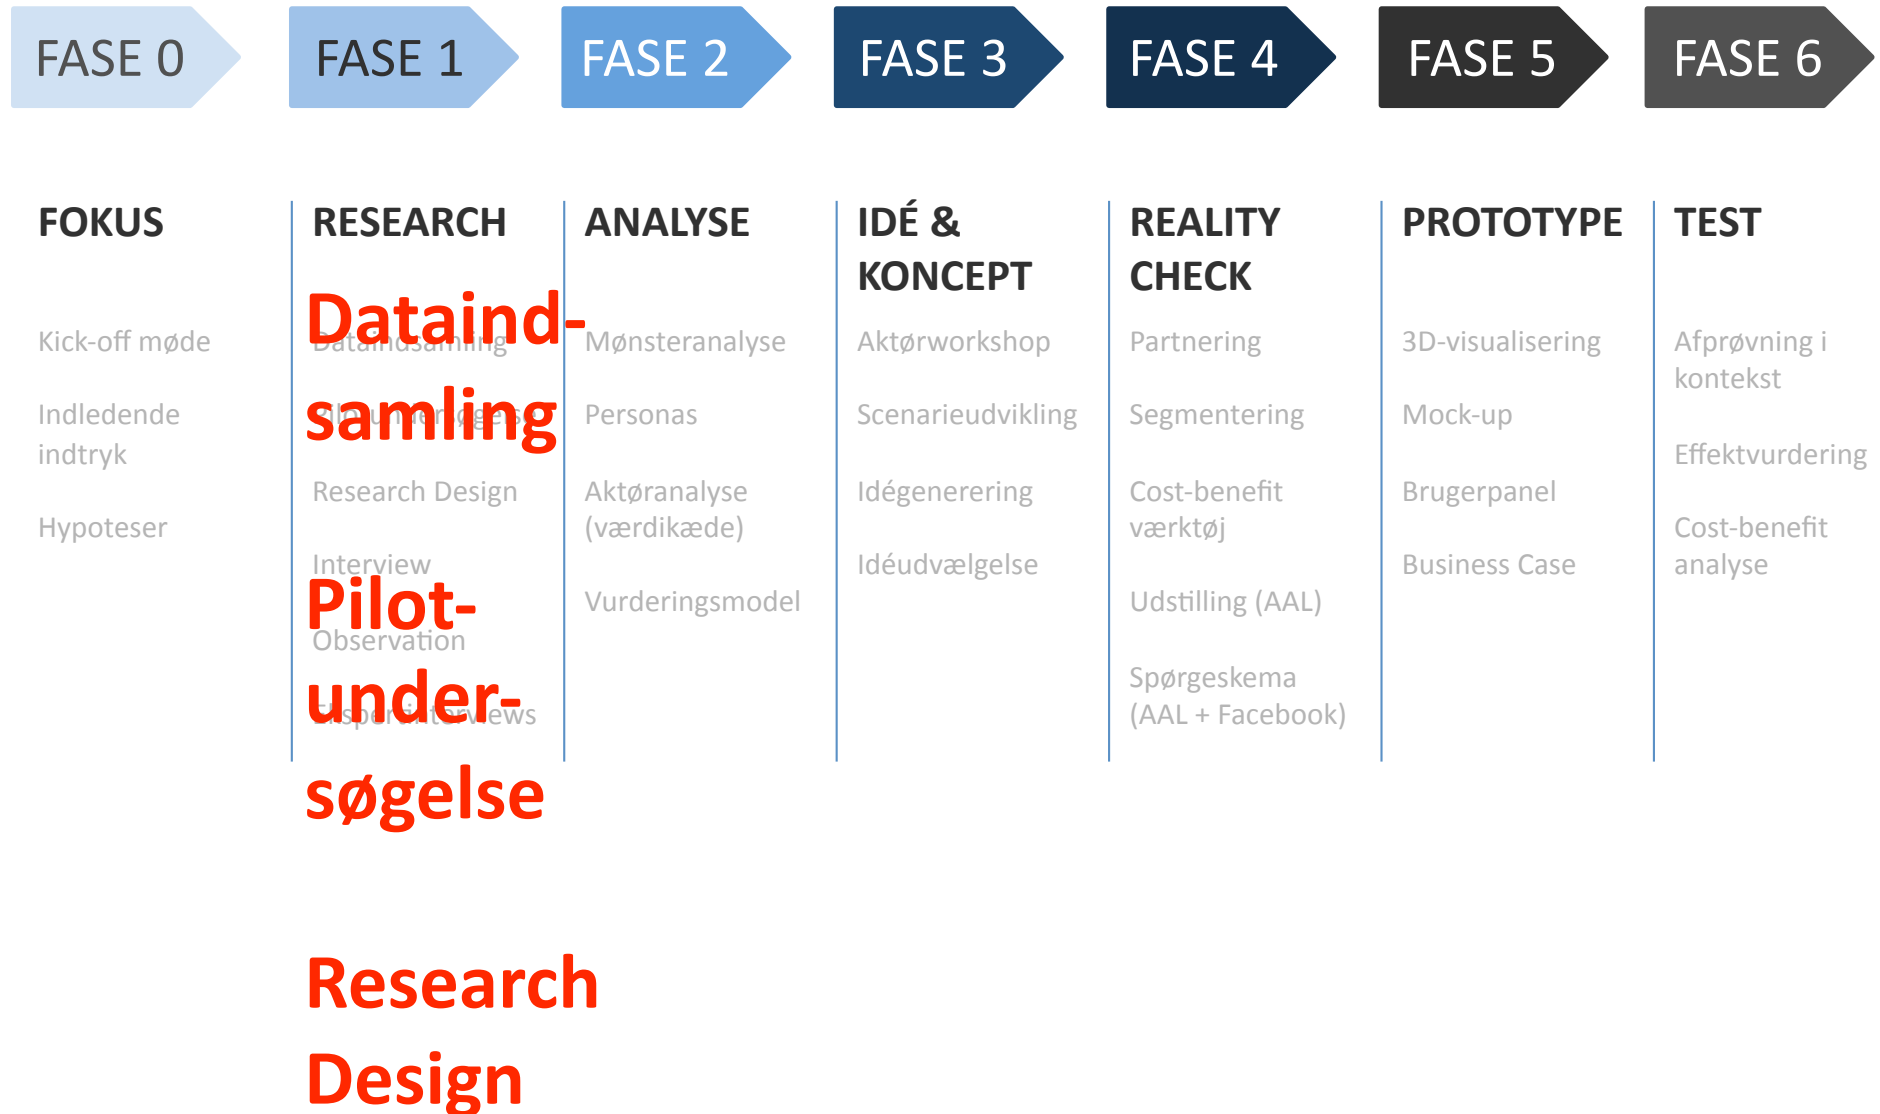 FASE 0
FASE 1
FASE 2
FASE 3
FASE 4
FASE 5
FASE 6
FOKUS
Kick-off møde
Indledende
indtryk
Hypoteser
RESEARCH
Dataindsamling
Pilotundersøgelse
Research Design
Interview
Observation
Ekspertinterviews
Dataind-
samling
Pilot-
under-
søgelse
Research
Design
ANALYSE
Mønsteranalyse
Personas
Aktøranalyse
(værdikæde)
Vurderingsmodel
IDÉ &
KONCEPT
Aktørworkshop
Scenarieudvikling
Idégenerering
Idéudvælgelse
REALITY
CHECK
Partnering
Segmentering
Cost-benefit
værktøj
Udstilling (AAL)
Spørgeskema
(AAL + Facebook)
PROTOTYPE
3D-visualisering
Mock-up
Brugerpanel
Business Case
TEST
Afprøvning i
kontekst
Effektvurdering
Cost-benefit
analyse